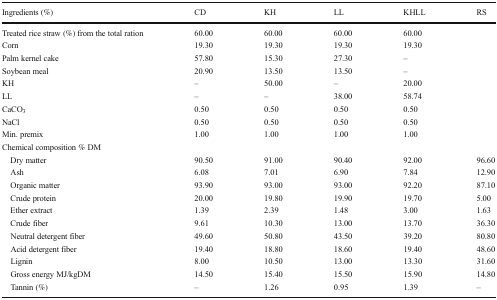 Ingredients (%) CD KH LL KHLL RS
Treated rice straw (%) from the total ration 60.00 60.00 60.00 60.00
Corn 19.30 19.30 19.30 19.30
Palm kernel cake 57.80 15.30 27.30 –
Soybean meal 20.90 13.50 13.50 –
KH – 50.00 – 20.00
LL – – 38.00 58.74
CaCO₃ 0.50 0.50 0.50 0.50
NaCl 0.50 0.50 0.50 0.50
Min. premix 1.00 1.00 1.00 1.00
Chemical composition % DM
Dry matter 90.50 91.00 90.40 92.00 96.60
Ash 6.08 7.01 6.90 7.84 12.90
Organic matter 93.90 93.00 93.00 92.20 87.10
Crude protein 20.00 19.80 19.90 19.70 5.00
Ether extract 1.39 2.39 1.48 3.00 1.63
Crude fiber 9.61 10.30 13.00 13.70 36.30
Neutral detergent fiber 49.60 50.80 43.50 39.20 80.80
Acid detergent fiber 19.40 18.80 18.60 19.40 48.60
Lignin 8.00 10.50 13.00 13.30 31.60
Gross energy MJ/kgDM 14.50 15.40 15.50 15.90 14.80
Tannin (%) – 1.26 0.95 1.39 –